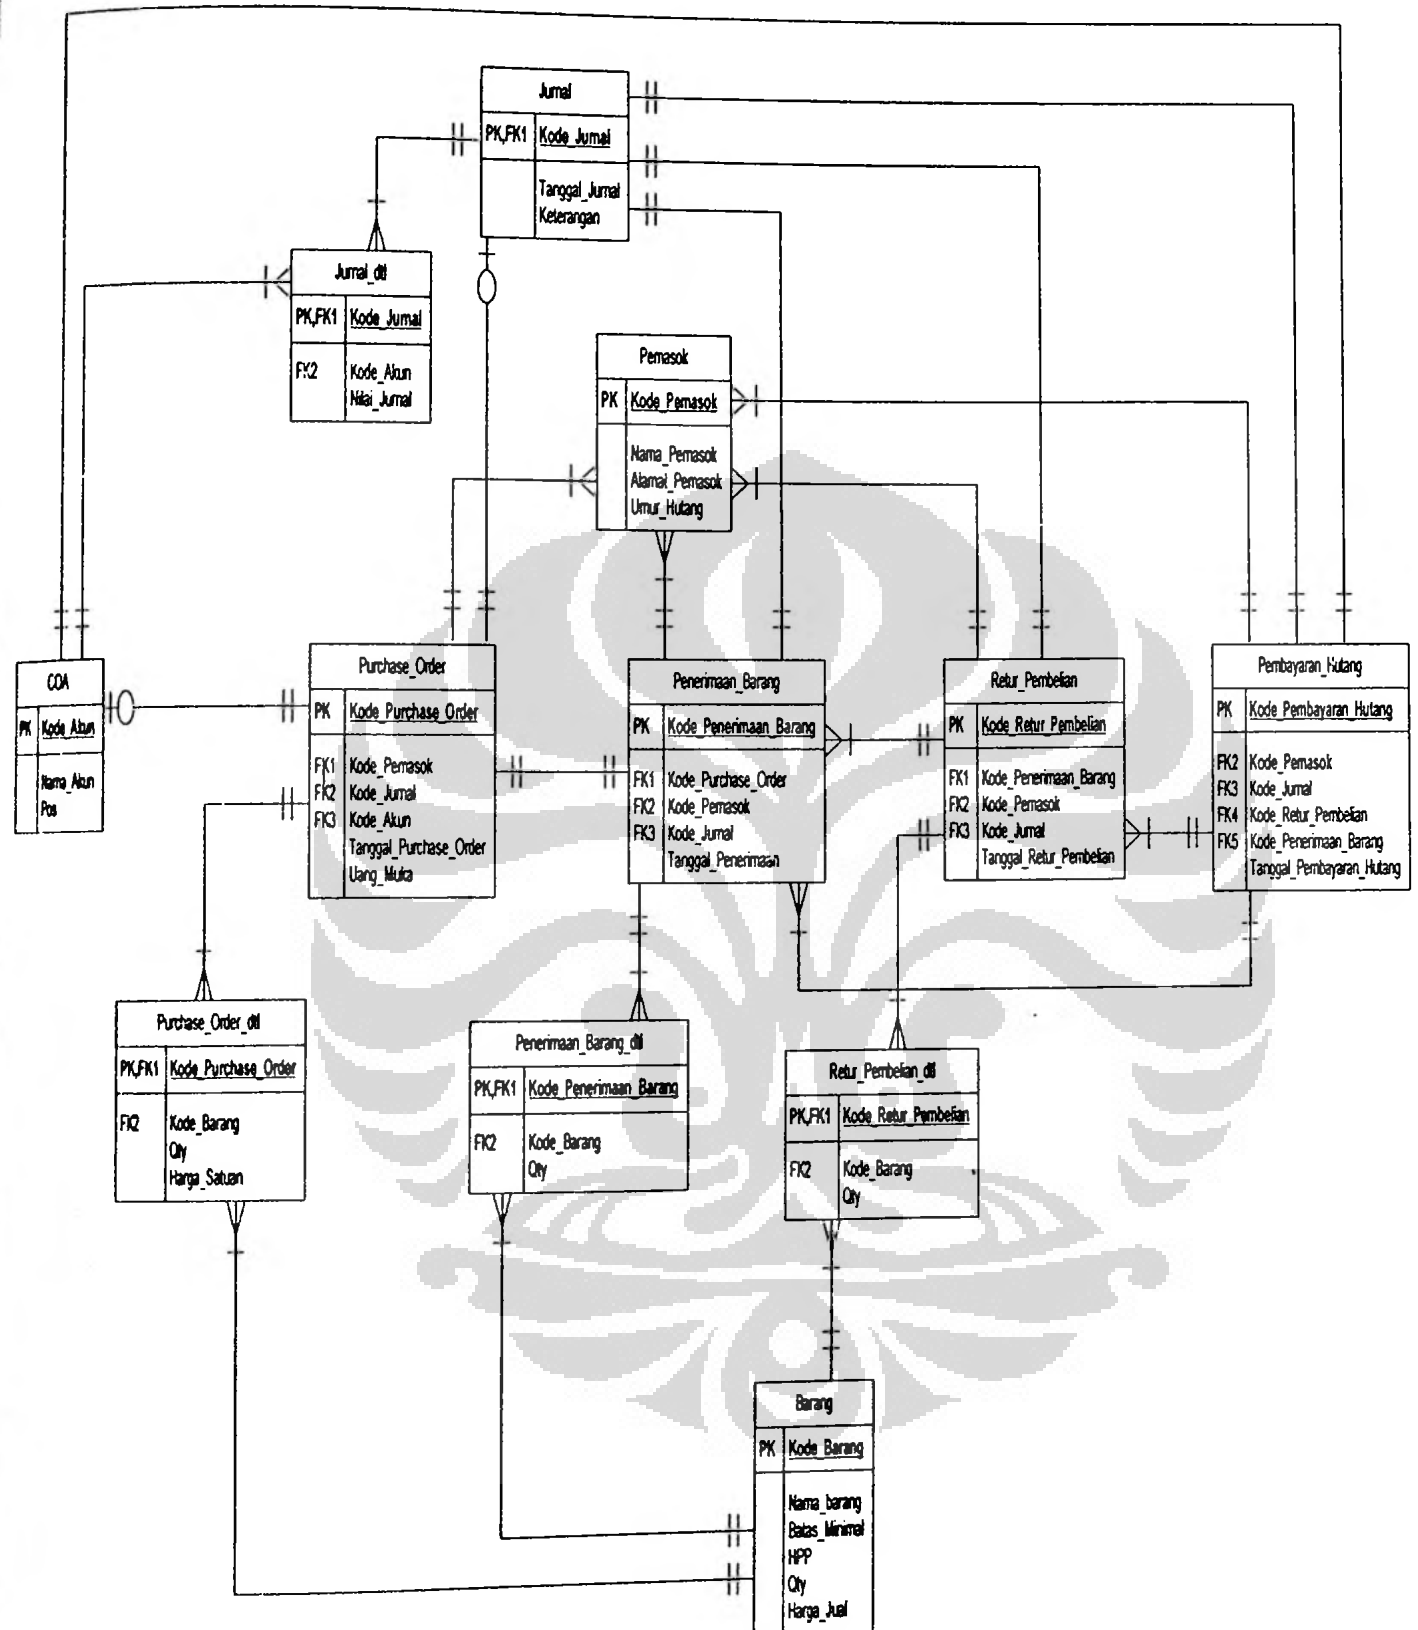 Jurnal
PK,FK1 Kode_Jurnal
Tanggal_Jurnal
Keterangan
Jurnal_dtl
PK,FK1 Kode_Jurnal
FK2 Kode_Akun
Nilai_Jurnal
Pemasok
PK Kode_Pemasok
Nama_Pemasok
Alamat_Pemasok
Umur_Hutang
COA
PK Kode_Akun
Nama_Akun
Pos
Purchase_Order
PK Kode_Purchase_Order
FK1 Kode_Pemasok
FK2 Kode_Jurnal
FK3 Kode_Akun
Tanggal_Purchase_Order
Uang_Muka
Penerimaan_Barang
PK Kode_Penerimaan_Barang
FK1 Kode_Purchase_Order
FK2 Kode_Pemasok
FK3 Kode_Jurnal
Tanggal_Penerimaan
Retur_Pembelian
PK Kode_Retur_Pembelian
FK1 Kode_Penerimaan_Barang
FK2 Kode_Pemasok
FK3 Kode_Jurnal
Tanggal_Retur_Pembelian
Pembayaran_Hutang
PK Kode_Pembayaran_Hutang
FK2 Kode_Pemasok
FK3 Kode_Jurnal
FK4 Kode_Retur_Pembelian
FK5 Kode_Penerimaan_Barang
Tanggal_Pembayaran_Hutang
Purchase_Order_dtl
PK,FK1 Kode_Purchase_Order
FK2 Kode_Barang
Qty
Harga_Satuan
Penerimaan_Barang_dtl
PK,FK1 Kode_Penerimaan_Barang
FK2 Kode_Barang
Qty
Retur_Pembelian_dtl
PK,FK1 Kode_Retur_Pembelian
FK2 Kode_Barang
Qty
Barang
PK Kode_Barang
Nama_barang
Batas_Minimal
HPP
Qty
Harga_Jual